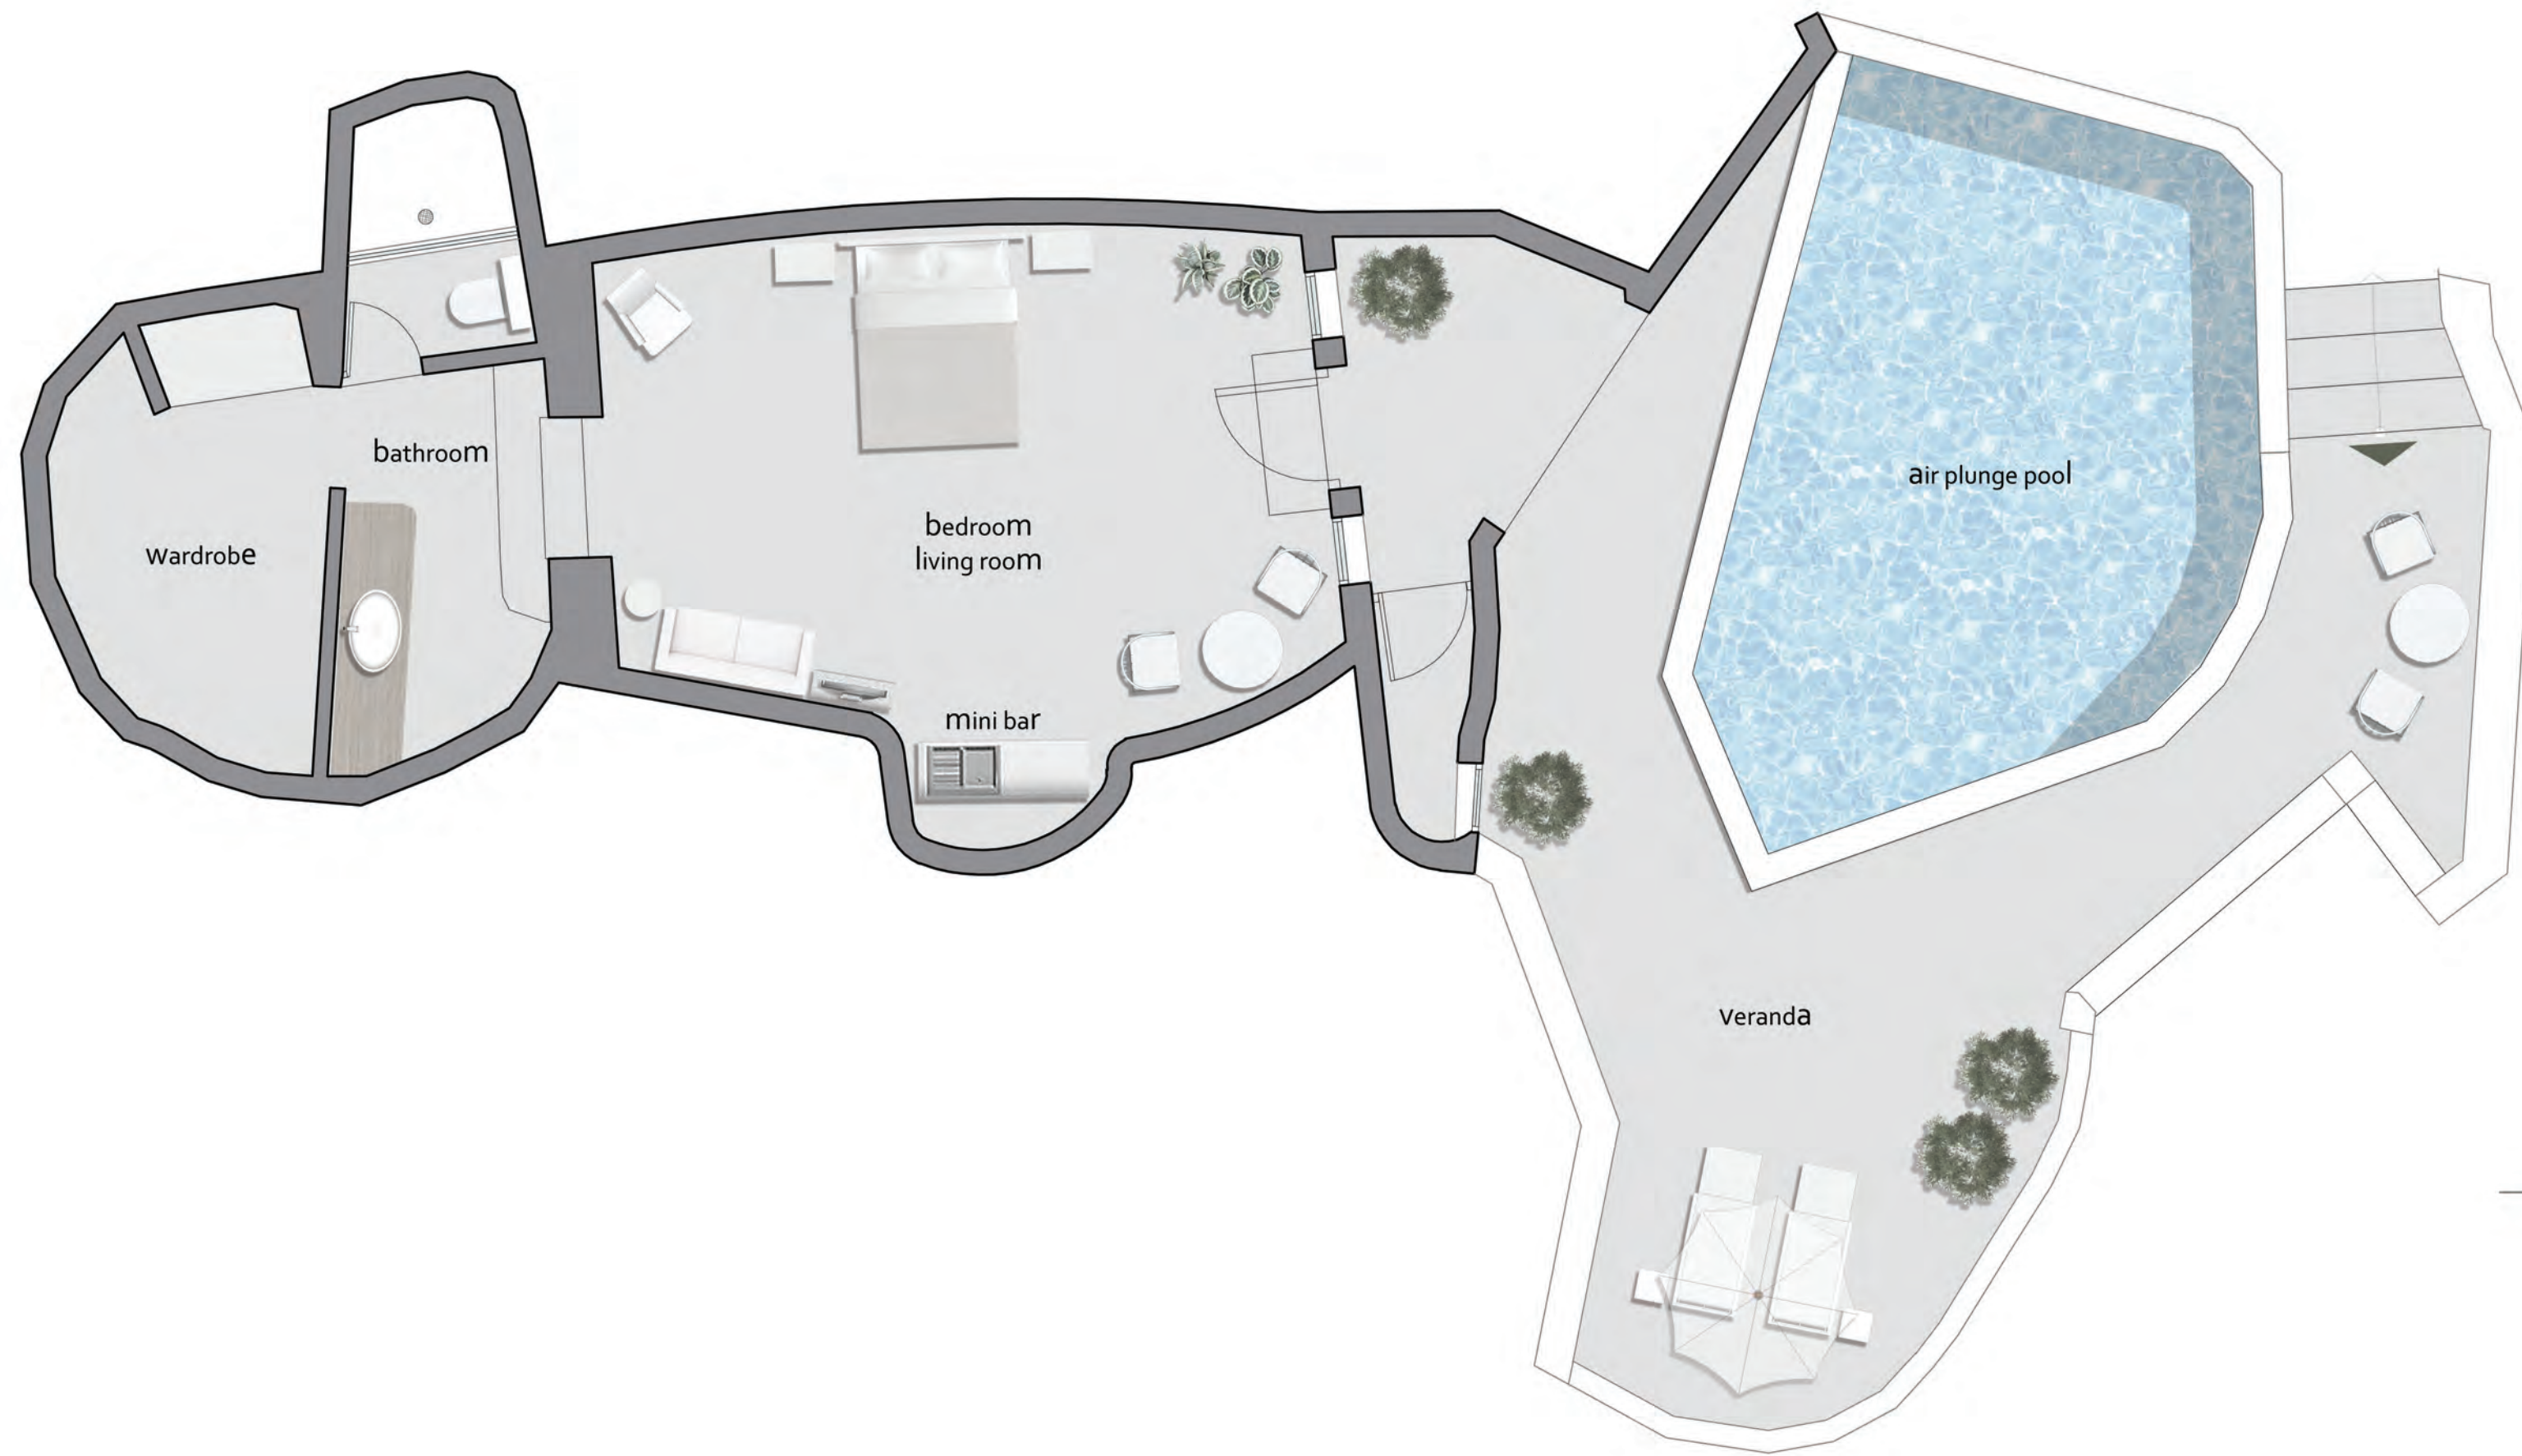 bathroom
wardrobe
bedroom
living room
mini bar
air plunge pool
veranda